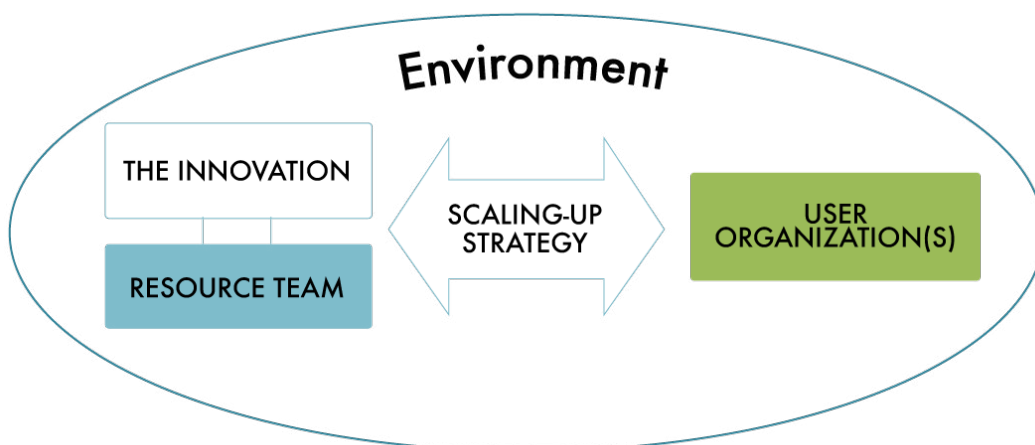 Environment
THE INNOVATION
RESOURCE TEAM
SCALING-UP
STRATEGY
USER
ORGANIZATION(S)